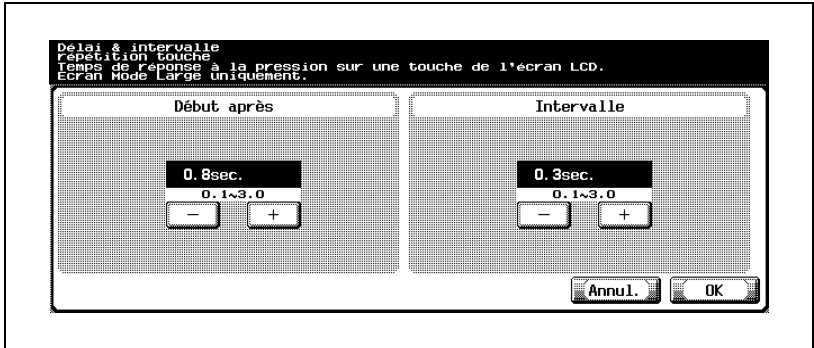 Délai & intervalle
répétition touche
Temps de réponse à la pression sur une touche de l'écran LCD.
Ecran Mode Large uniquement.
Début après
Intervalle
0.8sec.
0.3sec.
0.1~3.0
0.1~3.0
− +
− +
Annul. OK